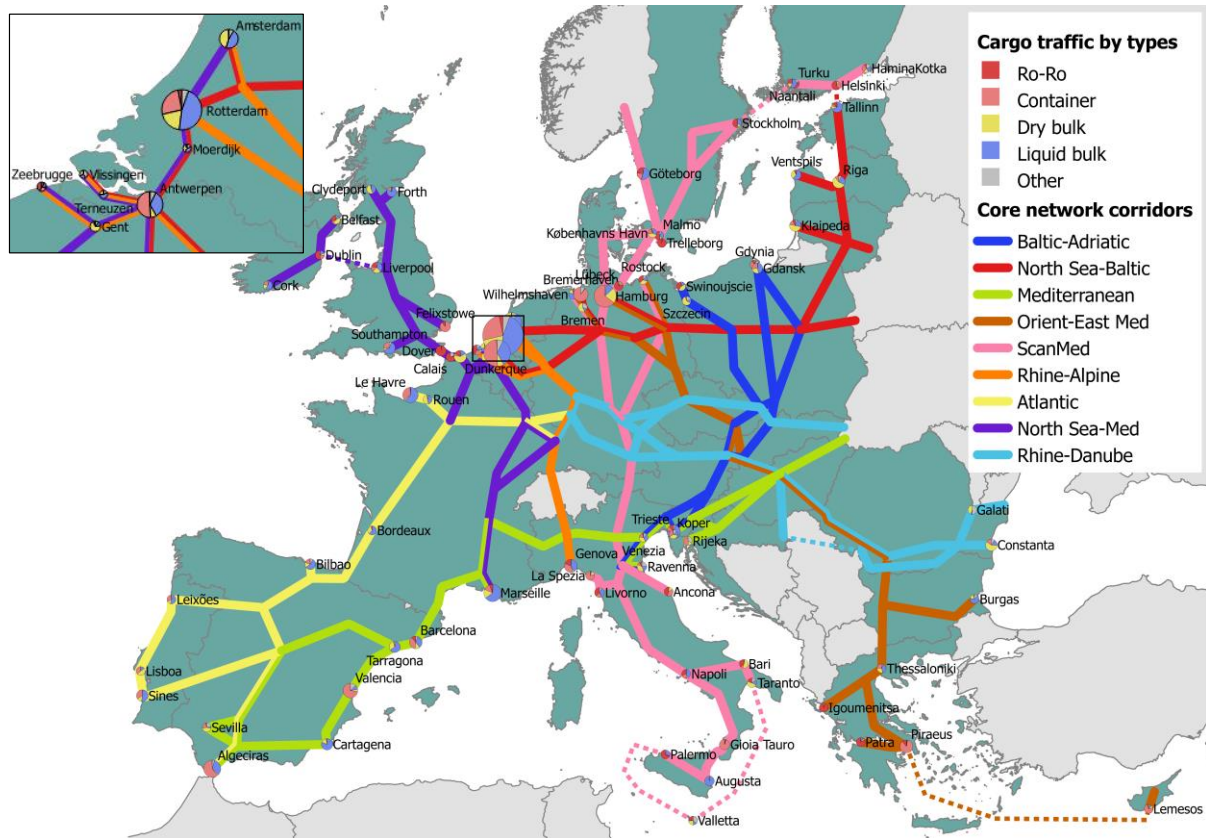 Amsterdam
Rotterdam
Moerdijk
Zeebrugge
Vlissingen
Antwerpen
Terneuzen
Gent
Cargo traffic by types
Ro-Ro
Container
Dry bulk
Liquid bulk
Other
Core network corridors
Baltic-Adriatic
North Sea-Baltic
Mediterranean
Orient-East Med
ScanMed
Rhine-Alpine
Atlantic
North Sea-Med
Rhine-Danube
Turku
HaminaKotka
Naantali
Helsinki
Tallinn
Stockholm
Ventspils
Riga
Göteborg
Klaipeda
Clydeport
Forth
Belfast
Dublin
Liverpool
Cork
Københavns Havn
Malmo
Trelleborg
Gdynia
Gdansk
Lübeck
Rostock
Bremerhaven
Swinoujscie
Wilhelmshaven
Hamburg
Felixstowe
Bremen
Szczecin
Southampton
Dover
Calais
Dunkerque
Le Havre
Rouen
Trieste
Koper
Galati
Bordeaux
Genova
Venezia
Rijeka
Constanta
Bilbao
La Spezia
Ravenna
Leixões
Marseille
Livorno
Ancona
Burgas
Barcelona
Lisboa
Tarragona
Bari
Thessaloniki
Valencia
Napoli
Taranto
Sines
Igoumenitsa
Sevilla
Cartagena
Gioia Tauro
Patra
Piraeus
Algeciras
Palermo
Augusta
Lemesos
Valletta